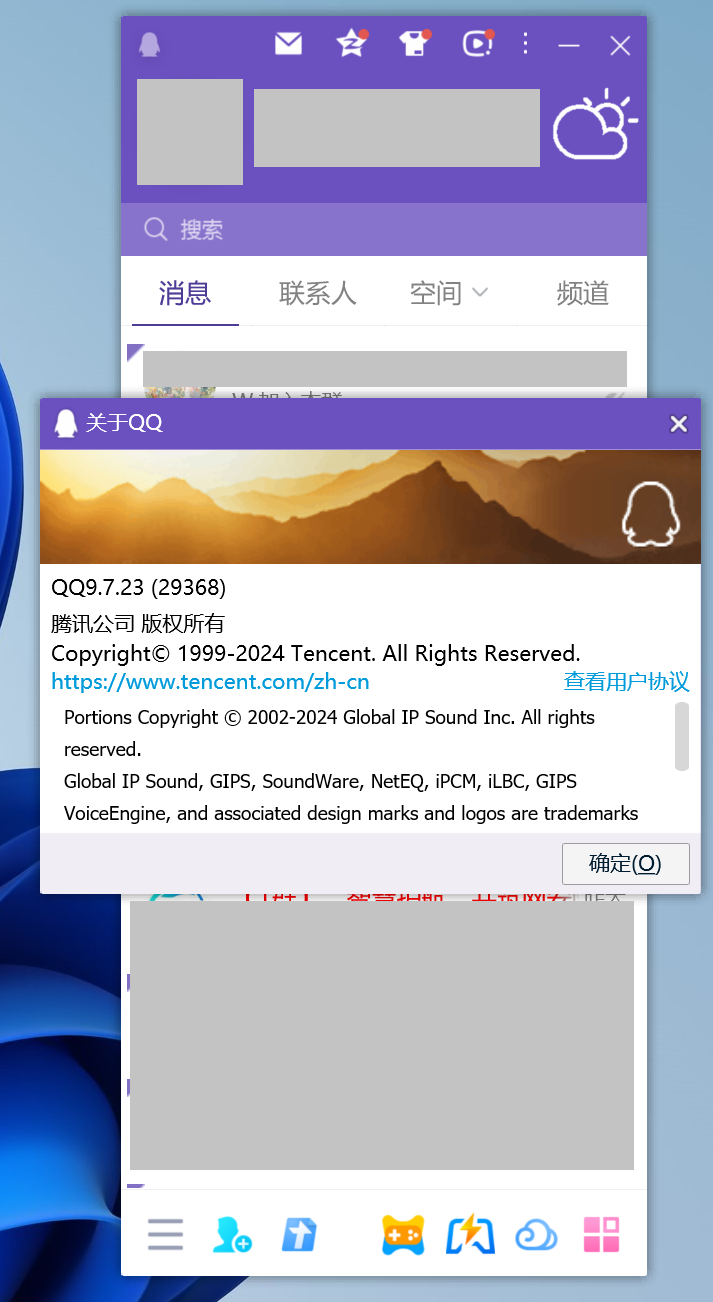 搜索
消息
联系人
空间
频道
W 加入本群
关于QQ
QQ9.7.23 (29368)
腾讯公司 版权所有
Copyright© 1999-2024 Tencent. All Rights Reserved.
https://www.tencent.com/zh-cn 查看用户协议
Portions Copyright © 2002-2024 Global IP Sound Inc. All rights
reserved.
Global IP Sound, GIPS, SoundWare, NetEQ, iPCM, iLBC, GIPS
VoiceEngine, and associated design marks and logos are trademarks
确定(O)